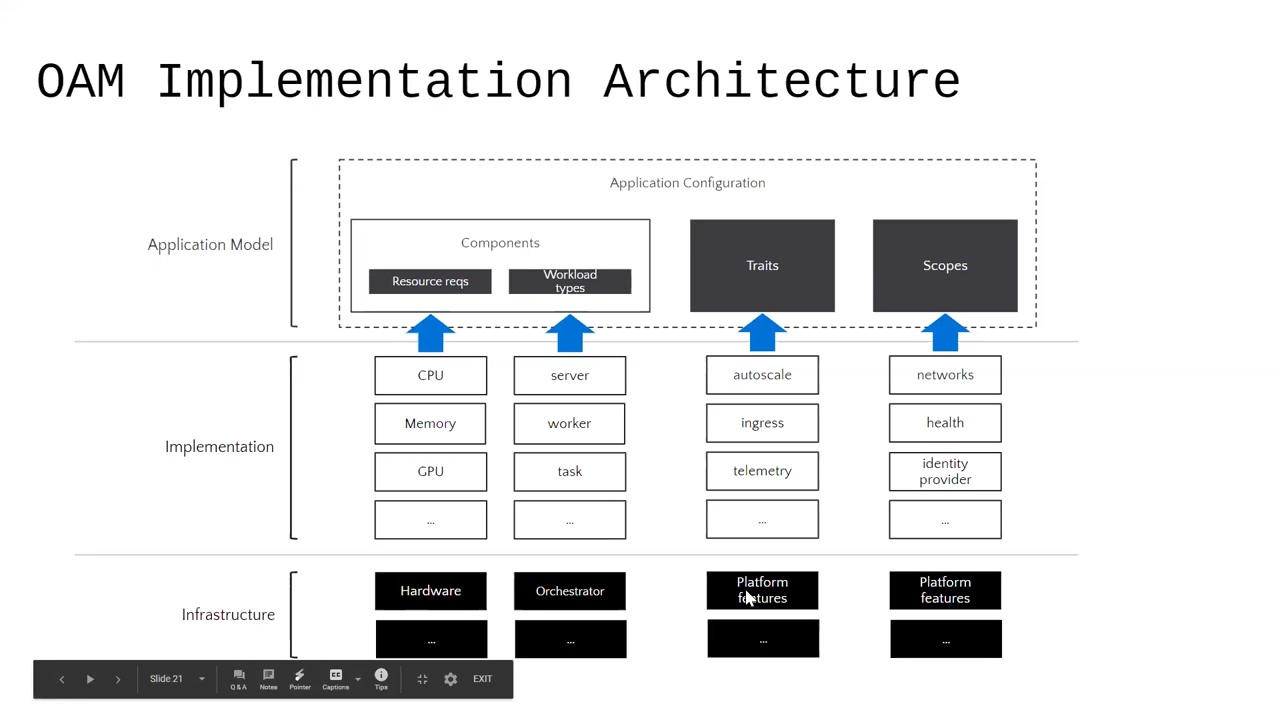 OAM Implementation Architecture
Application Configuration
Application Model
Components
Resource reqs
Workload
types
Traits
Scopes
Implementation
CPU
server
autoscale
networks
Memory
worker
ingress
health
GPU
task
telemetry
identity
provider
...
...
...
...
Infrastructure
Hardware
Orchestrator
Platform
features
Platform
features
...
...
...
...
Slide 21
Q & A
Notes
Pointer
CC
Captions
Tips
EXIT